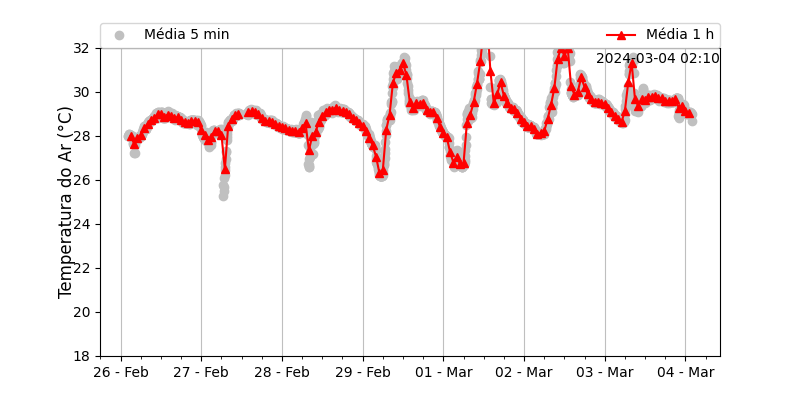 Média 5 min
Média 1 h
2024-03-04 02:10
Temperatura do Ar (°C)
32
30
28
26
24
22
20
18
26 - Feb
27 - Feb
28 - Feb
29 - Feb
01 - Mar
02 - Mar
03 - Mar
04 - Mar